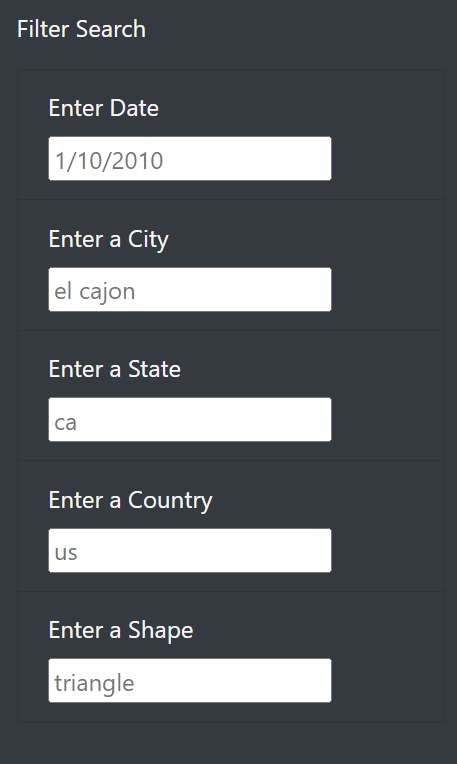 Filter Search
Enter Date
1/10/2010
Enter a City
el cajon
Enter a State
ca
Enter a Country
us
Enter a Shape
triangle